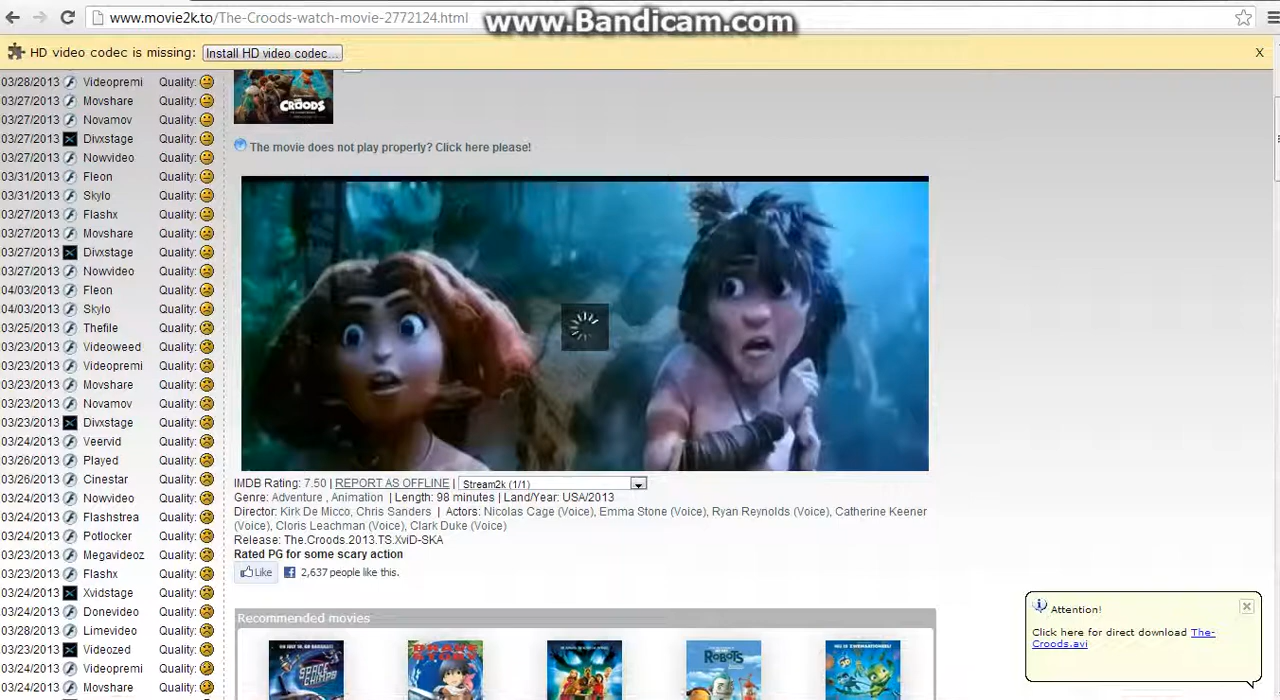 www.movie2k.to/The-Croods-watch-movie-2772124.html
www.Bandicam.com
HD video codec is missing: Install HD video codec... X
03/28/2013 Videopremi Quality:
03/27/2013 Movshare Quality:
03/27/2013 Novamov Quality:
03/27/2013 Divxstage Quality:
03/27/2013 Nowvideo Quality:
03/31/2013 Fleon Quality:
03/31/2013 Skylo Quality:
03/27/2013 Flashx Quality:
03/27/2013 Movshare Quality:
03/27/2013 Divxstage Quality:
03/27/2013 Nowvideo Quality:
04/03/2013 Fleon Quality:
04/03/2013 Skylo Quality:
03/25/2013 Thefile Quality:
03/23/2013 Videoweed Quality:
03/23/2013 Videopremi Quality:
03/23/2013 Movshare Quality:
03/23/2013 Novamov Quality:
03/23/2013 Divxstage Quality:
03/24/2013 Veervid Quality:
03/26/2013 Played Quality:
03/26/2013 Cinestar Quality:
03/24/2013 Nowvideo Quality:
03/24/2013 Flashstrea Quality:
03/24/2013 Potlocker Quality:
03/23/2013 Megavideoz Quality:
03/23/2013 Flashx Quality:
03/24/2013 Xvidstage Quality:
03/24/2013 Donevideo Quality:
03/28/2013 Limevideo Quality:
03/23/2013 Videozed Quality:
03/24/2013 Videopremi Quality:
03/24/2013 Movshare Quality:
THE CROODS
The movie does not play properly? Click here please!
IMDB Rating: 7.50 | REPORT AS OFFLINE | Stream2k (1/1)
Genre: Adventure , Animation | Length: 98 minutes | Land/Year: USA/2013
Director: Kirk De Micco, Chris Sanders | Actors: Nicolas Cage (Voice), Emma Stone (Voice), Ryan Reynolds (Voice), Catherine Keener
(Voice), Cloris Leachman (Voice), Clark Duke (Voice)
Release: The.Croods.2013.TS.XviD-SKA
Rated PG for some scary action
Like 2,637 people like this.
Recommended movies
SPACE CHIMPS
ROBOTS
Attention!
Click here for direct download The-
Croods.avi